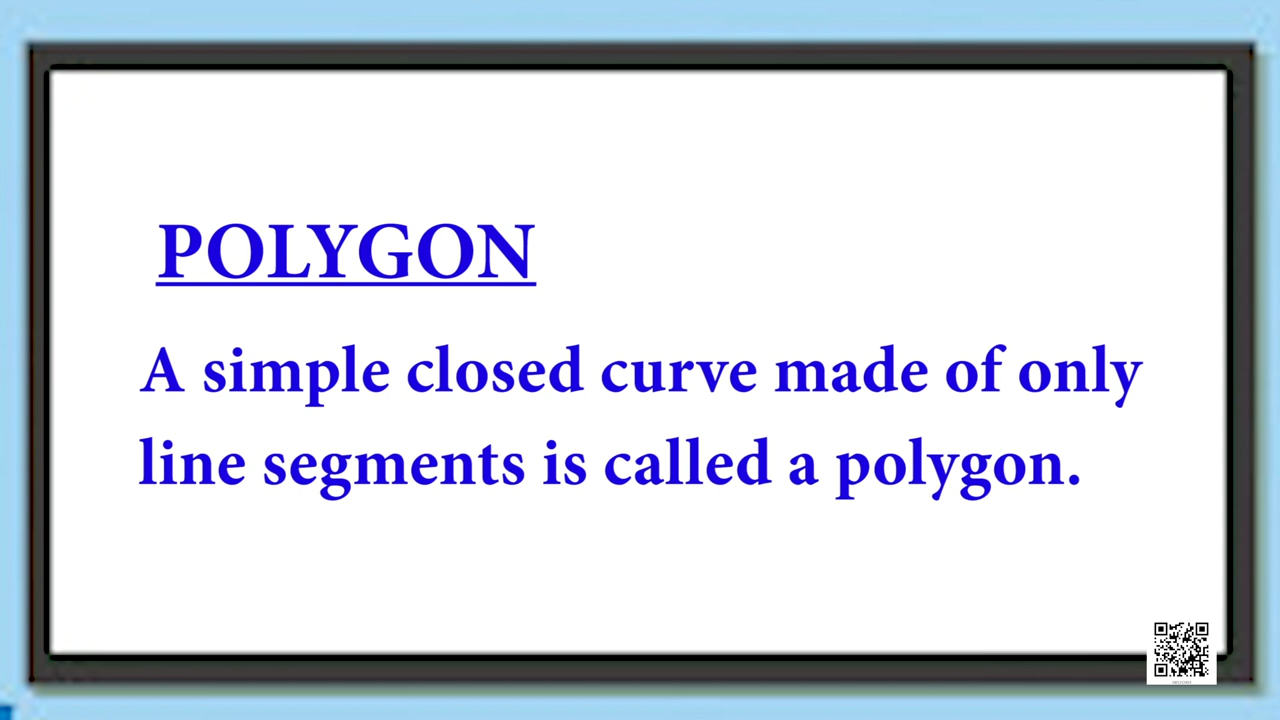 POLYGON
A simple closed curve made of only
line segments is called a polygon.